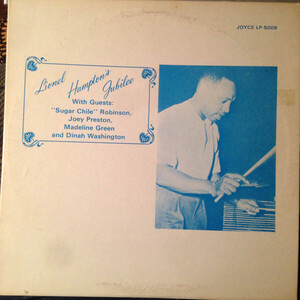 JOYCE LP-5008
Lionel Hampton's
Jubilee
With Guests:
"Sugar Chile" Robinson,
Joey Preston,
Madeline Green
and Dinah Washington